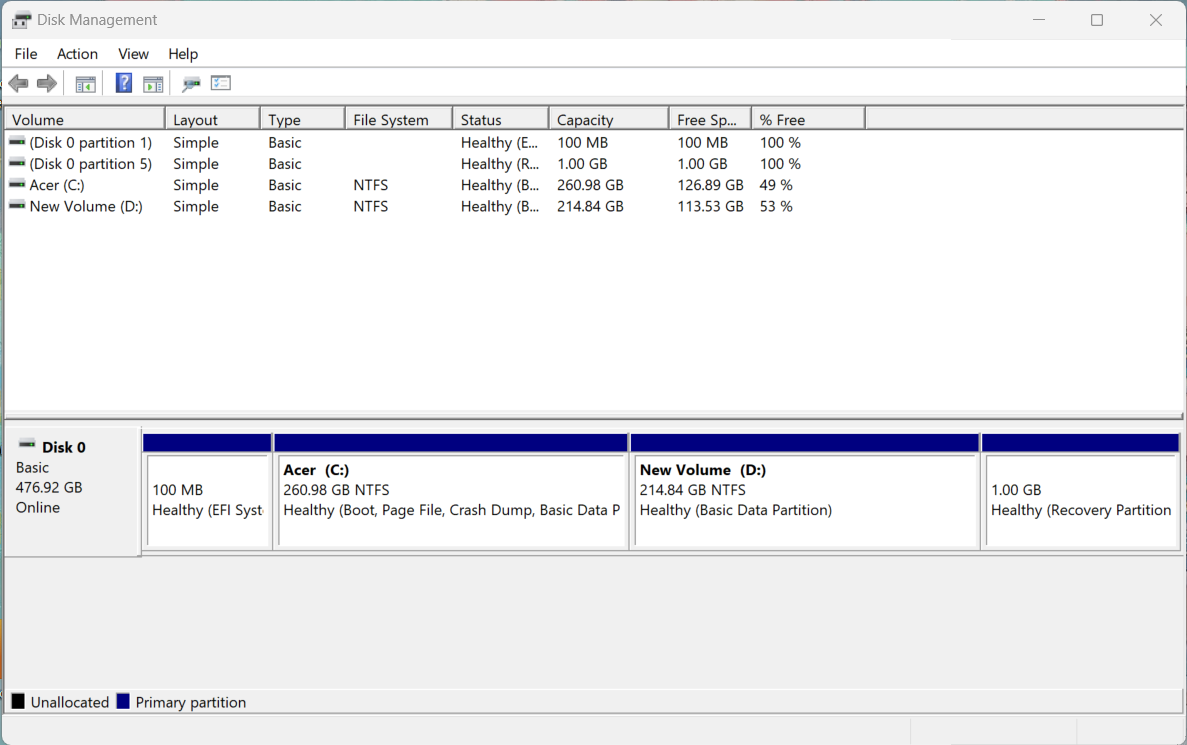 Disk Management
File Action View Help
Volume Layout Type File System Status Capacity Free Sp... % Free
(Disk 0 partition 1) Simple Basic Healthy (E... 100 MB 100 MB 100 %
(Disk 0 partition 5) Simple Basic Healthy (R... 1.00 GB 1.00 GB 100 %
Acer (C:) Simple Basic NTFS Healthy (B... 260.98 GB 126.89 GB 49 %
New Volume (D:) Simple Basic NTFS Healthy (B... 214.84 GB 113.53 GB 53 %
Disk 0
Basic
476.92 GB
Online
100 MB
Healthy (EFI Syst
Acer (C:)
260.98 GB NTFS
Healthy (Boot, Page File, Crash Dump, Basic Data P
New Volume (D:)
214.84 GB NTFS
Healthy (Basic Data Partition)
1.00 GB
Healthy (Recovery Partition
Unallocated Primary partition